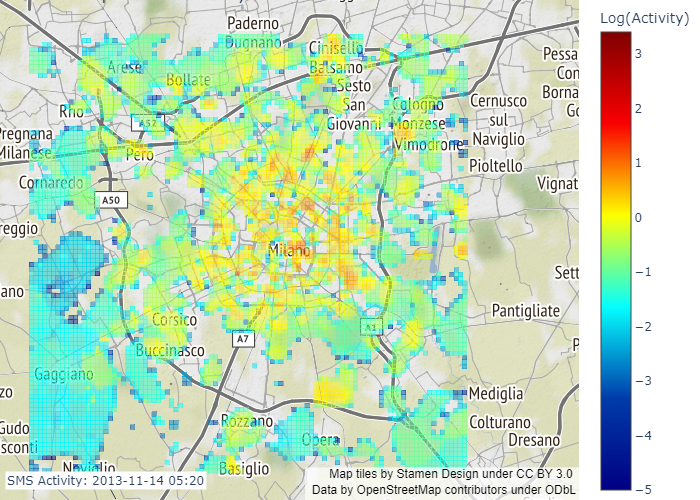 Log(Activity)
3
2
1
0
−1
−2
−3
−4
−5
Paderno
Dugnano
Cinisello
Balsamo
Sesto
San
Giovanni
Arese
Bollate
Rho
A57
Pero
Pregnana
Milanese
Cornaredo
A50
reggio
Cologno
Monzese
Vimodrone
Cernusco
sul
Naviglio
Pioltello
Pessa
Con
Borna
Go
Vignat
Milano
Sett
ano
Pantigliate
Corsico
Buccinasco
A7
A1
Gaggiano
P
zo
Gudo
sconti
Mediglia
Colturano
Dresano
Rozzano
Opera
Basiglio
Naviglio
SMS Activity: 2013-11-14 05:20
Map tiles by Stamen Design under CC BY 3.0
Data by OpenStreetMap contributors under ODbL